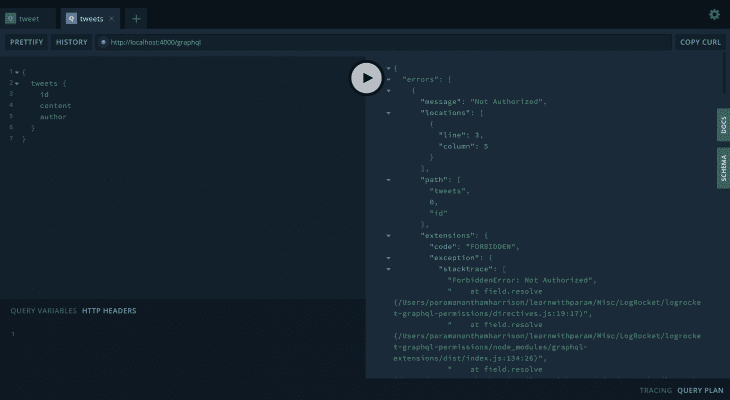 tweet
tweets
PRETTIFY HISTORY http://localhost:4000/graphql COPY CURL
1 {
2 tweets {
3 id
4 content
5 author
6 }
7 }
QUERY VARIABLES HTTP HEADERS
1
{
"errors": [
{
"message": "Not Authorized",
"locations": [
{
"line": 3,
"column": 5
}
],
"path": [
"tweets",
0,
"id"
],
"extensions": {
"code": "FORBIDDEN",
"exception": {
"stacktrace": [
"ForbiddenError: Not Authorized",
"    at field.resolve
(/Users/paramanantham/harrison/learnwithparam/Misc/LogRocket/logrocke
t-graphql-permissions/directives.js:19:17)",
"    at field.resolve
(/Users/paramananthamharrison/learnwithparam/Misc/LogRocket/logrocke
t-graphql-permissions/node_modules/graphql-
extensions/dist/index.js:134:26)",
"    at field.resolve
DOCS
SCHEMA
TRACING QUERY PLAN